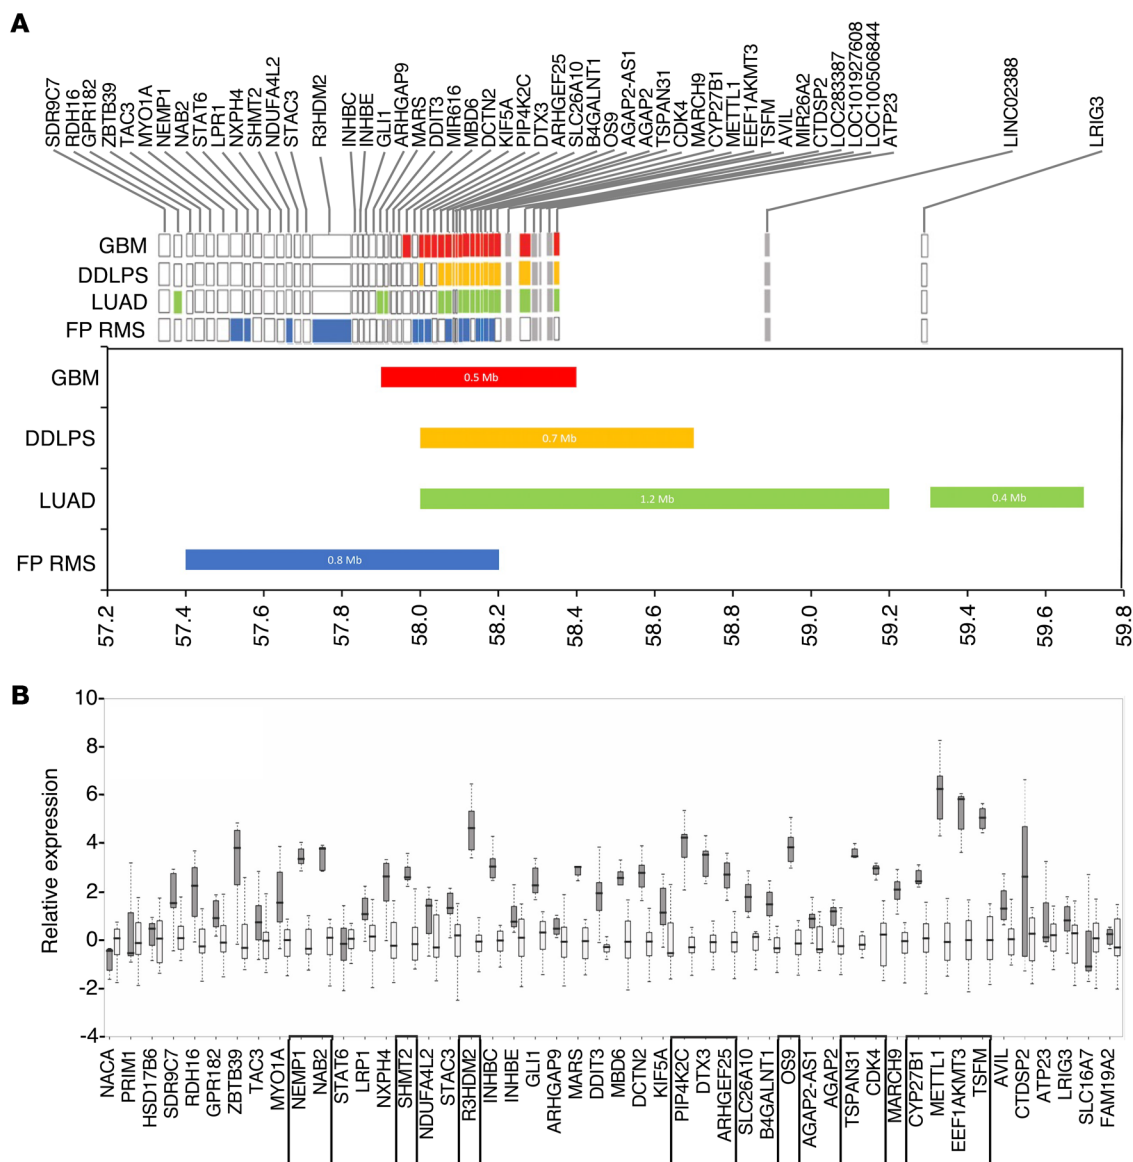 A
SDR9C7
RDH16
GPR182
ZBTB39
TAC3
MYO1A
NEMP1
NAB2
STAT6
LPR1
NXPH4
SHMT2
NDUFA4L2
STAC3
R3HDM2
INHBC
INHBE
GLI1
ARHGAP9
MARS
DDIT3
MIR616
MBD6
DCTN2
KIF5A
PIP4K2C
DTX3
ARHGEF25
SLC26A10
B4GALNT1
OS9
AGAP2-AS1
AGAP2
TSPAN31
CDK4
MARCH9
CYP27B1
METTL1
EEF1AKMT3
TSFM
AVIL
MIR26A2
CTDSP2
LOC283387
LOC101927608
LOC100506844
ATP23
LINC02388
LRIG3
GBM
DDLPS
LUAD
FP RMS
GBM
0.5 Mb
DDLPS
0.7 Mb
LUAD
1.2 Mb
0.4 Mb
FP RMS
0.8 Mb
57.2
57.4
57.6
57.8
58.0
58.2
58.4
58.6
58.8
59.0
59.2
59.4
59.6
59.8
B
Relative expression
10
8
6
4
2
0
-2
-4
NACA
PRIM1
HSD17B6
SDR9C7
RDH16
GPR182
ZBTB39
TAC3
MYO1A
NEMP1
NAB2
STAT6
LRP1
NXPH4
SHMT2
NDUFA4L2
STAC3
R3HDM2
INHBC
INHBE
GLI1
ARHGAP9
MARS
DDIT3
MBD6
DCTN2
KIF5A
PIP4K2C
DTX3
ARHGEF25
SLC26A10
B4GALNT1
OS9
AGAP2-AS1
AGAP2
TSPAN31
CDK4
MARCH9
CYP27B1
METTL1
EEF1AKMT3
TSFM
AVIL
CTDSP2
ATP23
LRIG3
SLC16A7
FAM19A2